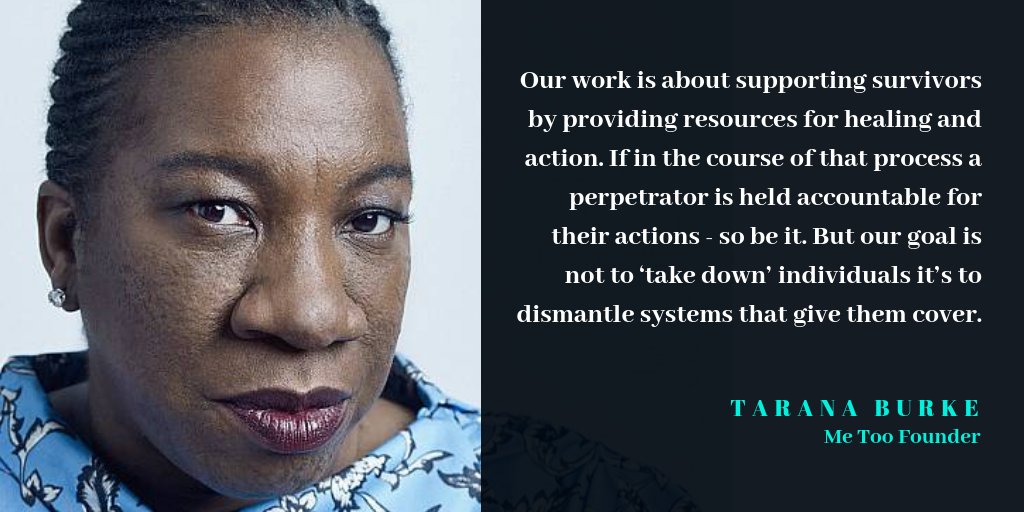 Our work is about supporting survivors
by providing resources for healing and
action. If in the course of that process a
perpetrator is held accountable for
their actions - so be it. But our goal is
not to ‘take down’ individuals it’s to
dismantle systems that give them cover.
TARANA BURKE
Me Too Founder